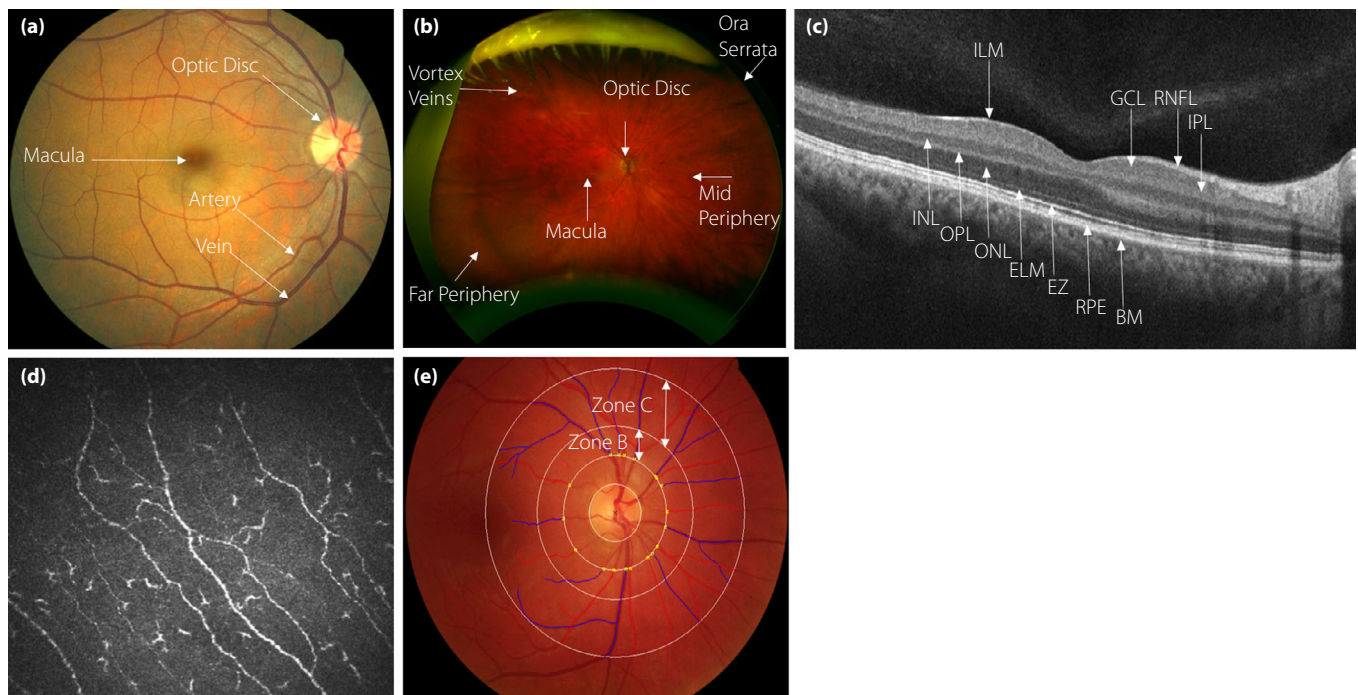 (a)
Optic Disc
Macula
Artery
Vein
(b)
Ora
Serrata
Vortex
Veins
Optic Disc
Mid
Periphery
Macula
Far Periphery
(c)
ILM
GCL
RNFL
IPL
INL
OPL
ONL
ELM
EZ
RPE
BM
(d)
(e)
Zone C
Zone B